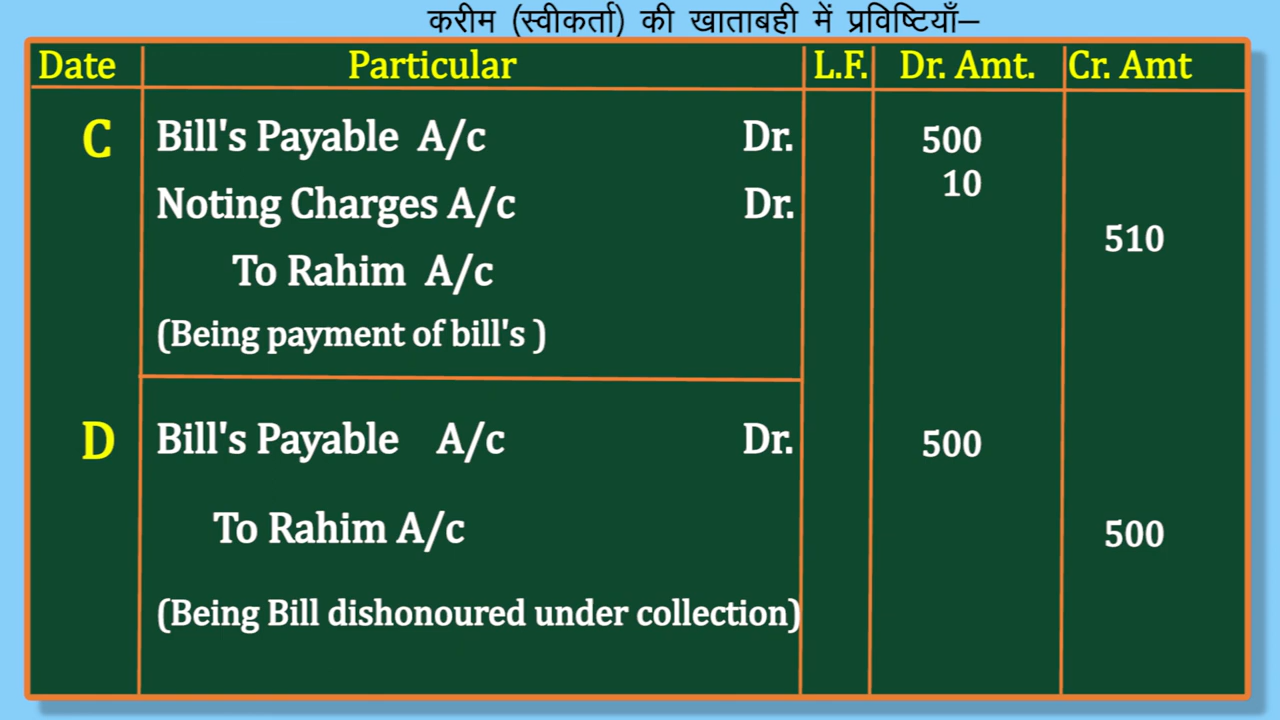 करीम (स्वीकर्ता) की खाताबही में प्रविष्टियाँ–
Date Particular L.F. Dr. Amt. Cr. Amt
C Bill's Payable A/c Dr. 500
Noting Charges A/c Dr. 10
To Rahim A/c 510
(Being payment of bill's )
D Bill's Payable A/c Dr. 500
To Rahim A/c 500
(Being Bill dishonoured under collection)